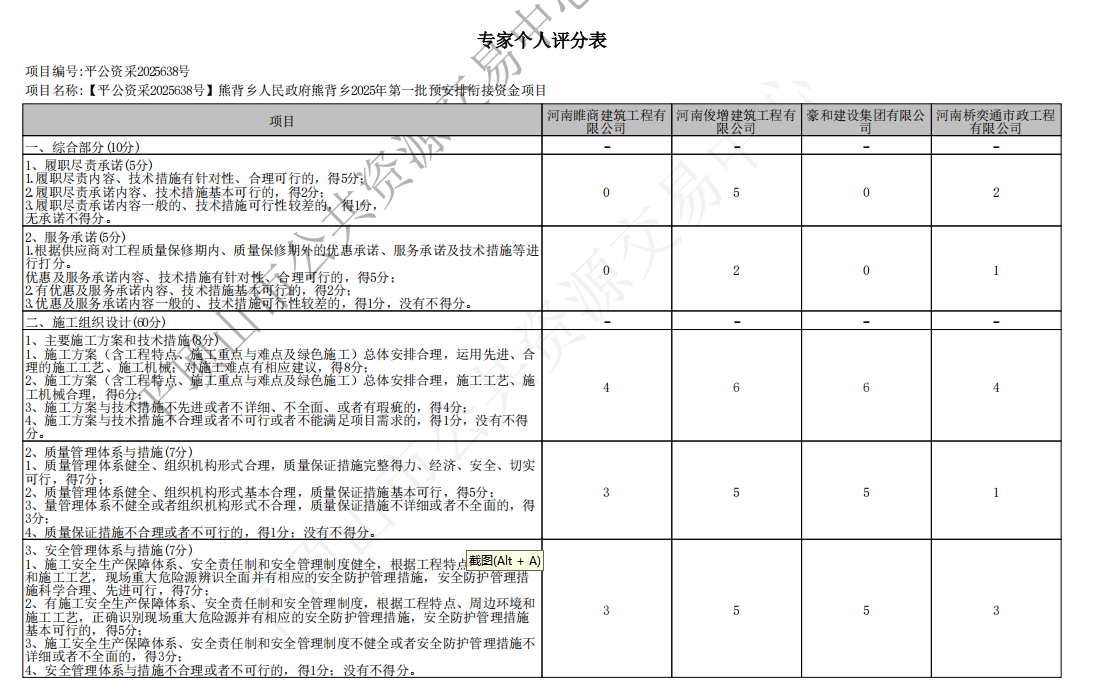 专家个人评分表
项目编号:平公资采2025638号
项目名称:【平公资采2025638号】熊背乡人民政府熊背乡2025年第一批预安排衔接资金项目
项目
河南睢商建筑工程有
限公司
河南俊增建筑工程有
限公司
豪和建设集团有限公
司
河南桥奕通市政工程
有限公司
一、综合部分(10分)
-
-
-
-
1、履职尽责承诺(5分)
1.履职尽责内容、技术措施有针对性、合理可行的，得5分；
2.履职尽责承诺内容、技术措施基本可行的，得2分；
3.履职尽责承诺内容一般的、技术措施可行性较差的，得1分，
无承诺不得分。
0
5
0
2
2、服务承诺(5分)
1.根据供应商对工程质量保修期内、质量保修期外的优惠承诺、服务承诺及技术措施等进
行打分。
优惠及服务承诺内容、技术措施有针对性、合理可行的，得5分；
2.有优惠及服务承诺内容、技术措施基本可行的，得2分；
3.优惠及服务承诺内容一般的、技术措施可行性较差的，得1分，没有不得分。
0
2
0
1
二、施工组织设计(60分)
-
-
-
-
1、主要施工方案和技术措施(8分)
1、施工方案（含工程特点、施工重点与难点及绿色施工）总体安排合理，运用先进、合
理的施工工艺、施工机械；对施工难点有相应建议，得8分；
2、施工方案（含工程特点、施工重点与难点及绿色施工）总体安排合理，施工工艺、施
工机械合理，得6分；
3、施工方案与技术措施不先进或者不详细、不全面、或者有瑕疵的，得4分；
4、施工方案与技术措施不合理或者不可行或者不能满足项目需求的，得1分，没有不得
分。
4
6
6
4
2、质量管理体系与措施(7分)
1、质量管理体系健全、组织机构形式合理，质量保证措施完整得力、经济、安全、切实
可行，得7分；
2、质量管理体系健全、组织机构形式基本合理，质量保证措施基本可行，得5分；
3、量管理体系不健全或者组织机构形式不合理，质量保证措施不详细或者不全面的，得
3分；
4、质量保证措施不合理或者不可行的，得1分；没有不得分。
3
5
5
1
3、安全管理体系与措施(7分)
1、施工安全生产保障体系、安全责任制和安全管理制度健全，根据工程特点
和施工工艺，现场重大危险源辨识全面并有相应的安全防护管理措施，安全防护管理措
施科学合理、先进可行，得7分；
2、有施工安全生产保障体系、安全责任制和安全管理制度，根据工程特点、周边环境和
施工工艺，正确识别现场重大危险源并有相应的安全防护管理措施，安全防护管理措施
基本可行的，得5分；
3、施工安全生产保障体系、安全责任制和安全管理制度不健全或者安全防护管理措施不
详细或者不全面的，得3分；
4、安全管理体系与措施不合理或者不可行的，得1分；没有不得分。
3
5
5
3
截图(Alt + A)
平顶山市公共资源交易中心
平顶山市公共资源交易中心